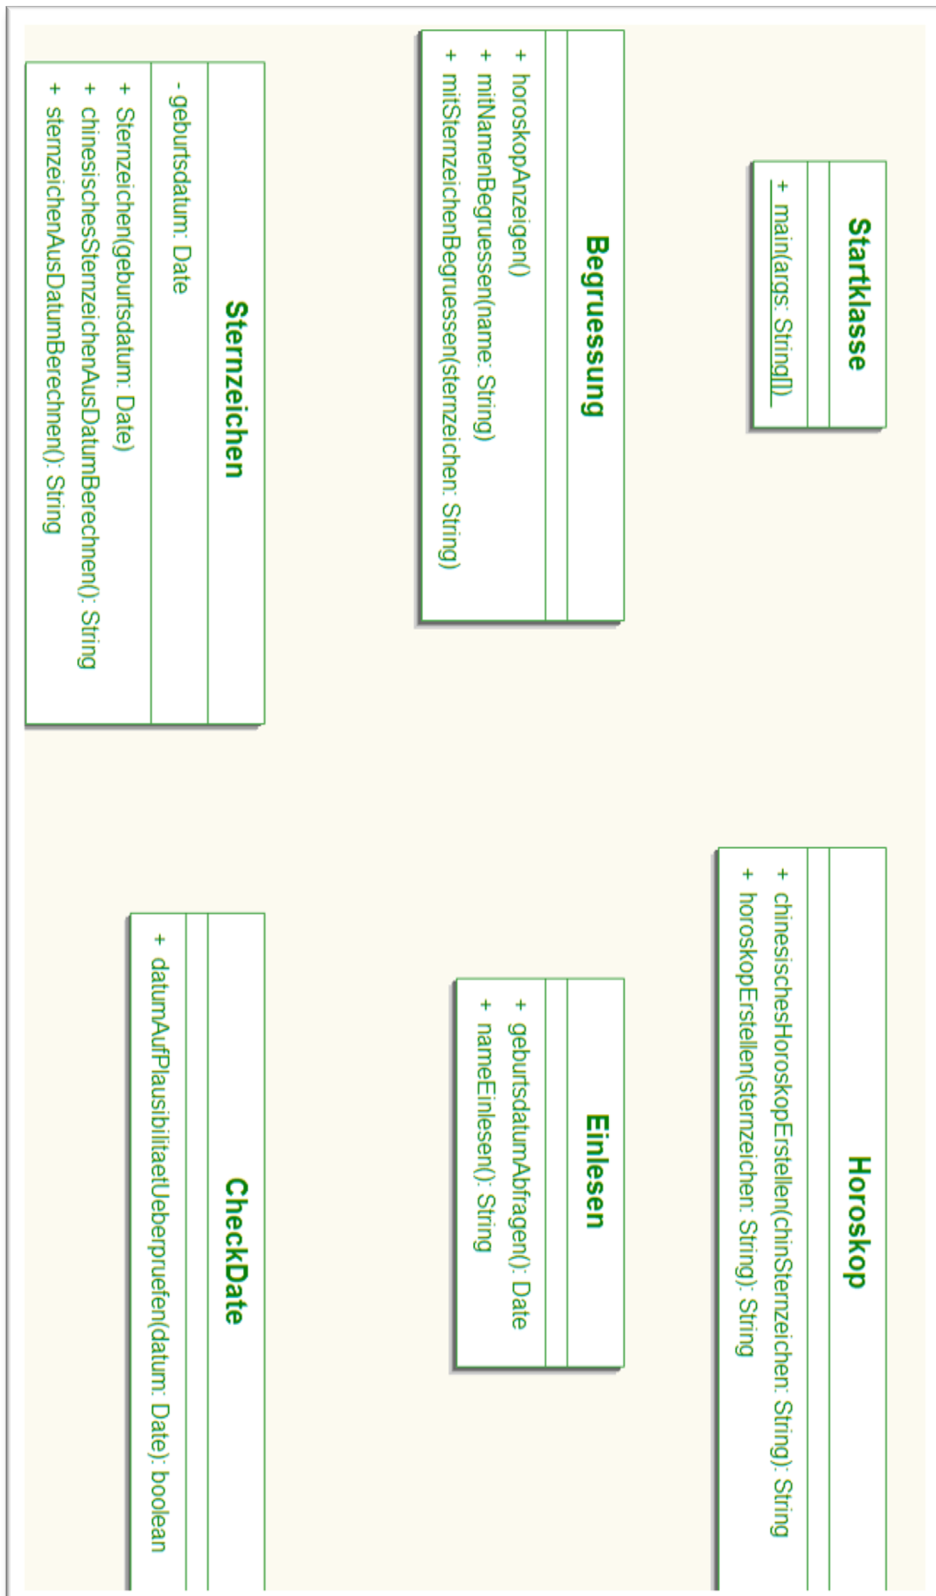 Startklasse
+ main(args: String[])
Horoskop
+ chinesischesHoroskopErstellen(chinSternzeichen: String): String
+ horoskopErstellen(sternzeichen: String): String
Begruessung
+ horoskopAnzeigen()
+ mitNamenBegruessen(name: String)
+ mitSternzeichenBegruessen(sternzeichen: String)
Einlesen
+ geburtsdatumAbfragen(): Date
+ nameEinlesen(): String
Sternzeichen
- geburtsdatum: Date
+ Sternzeichen(geburtsdatum: Date)
+ chinesischesSternzeichenAusDatumBerechnen(): String
+ sternzeichenAusDatumBerechnen(): String
CheckDate
+ datumAufPlausibilitaetUeberpruefen(datum: Date): boolean